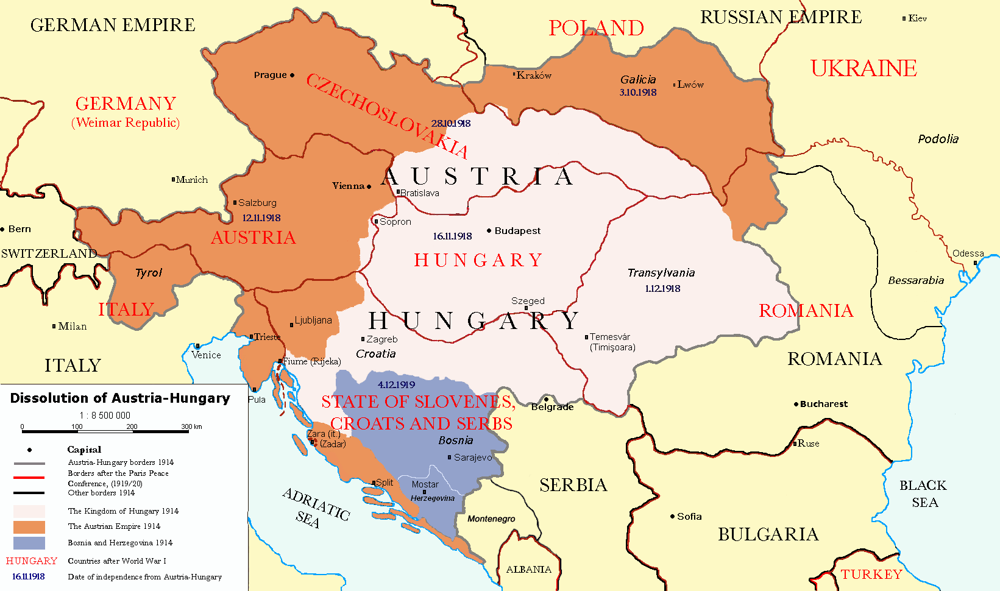 GERMAN EMPIRE
POLAND
RUSSIAN EMPIRE
Kiev
UKRAINE
Prague
CZECHOSLOVAKIA
Kraków
Galicia
3.10.1918
Lwów
GERMANY
(Weimar Republic)
28.10.1918
Podolia
Munich
Vienna
AUSTRIA
Bratislava
Salzburg
12.11.1918
Sopron
Bern
AUSTRIA
16.11.1918
Budapest
SWITZERLAND
HUNGARY
Odessa
Tyrol
Transylvania
1.12.1918
Bessarabia
ITALY
Szeged
ROMANIA
Milan
Ljubljana
HUNGARY
Trieste
Zagreb
Temesvár
(Timişoara)
Venice
Croatia
Fiume (Rijeka)
ITALY
ROMANIA
4.12.1919
Pula
STATE OF SLOVENES,
CROATS AND SERBS
Belgrade
Bucharest
Zara (it.)
(Zadar)
Bosnia
Ruse
Sarajevo
Split
Mostar
Herzegovina
SERBIA
BLACK
SEA
ADRIATIC
SEA
Montenegro
Sofia
BULGARIA
ALBANIA
TURKEY
Dissolution of Austria-Hungary
1 : 8 500 000
0 100 200 300 km
Capital
Austria-Hungary borders 1914
Borders after the Paris Peace
Conference, (1919/20)
Other borders 1914
The Kingdom of Hungary 1914
The Austrian Empire 1914
Bosnia and Herzegovina 1914
HUNGARY Countries after World War I
16.11.1918 Date of independence from Austria-Hungary